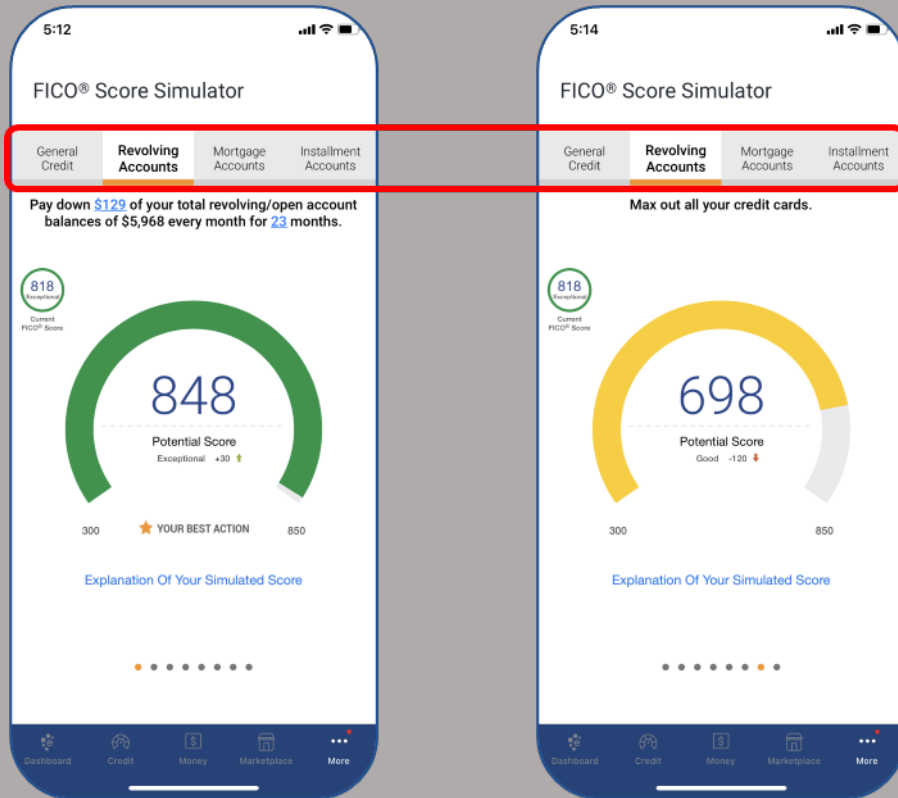 5:12
FICO® Score Simulator
General Credit
Revolving Accounts
Mortgage Accounts
Installment Accounts
Pay down $129 of your total revolving/open account
balances of $5,968 every month for 23 months.
818
Exceptional
Current
FICO® Score
848
Potential Score
Exceptional +30
300
YOUR BEST ACTION
850
Explanation Of Your Simulated Score
Dashboard
Credit
Money
Marketplace
More
5:14
FICO® Score Simulator
General Credit
Revolving Accounts
Mortgage Accounts
Installment Accounts
Max out all your credit cards.
818
Exceptional
Current
FICO® Score
698
Potential Score
Good -120
300
850
Explanation Of Your Simulated Score
Dashboard
Credit
Money
Marketplace
More